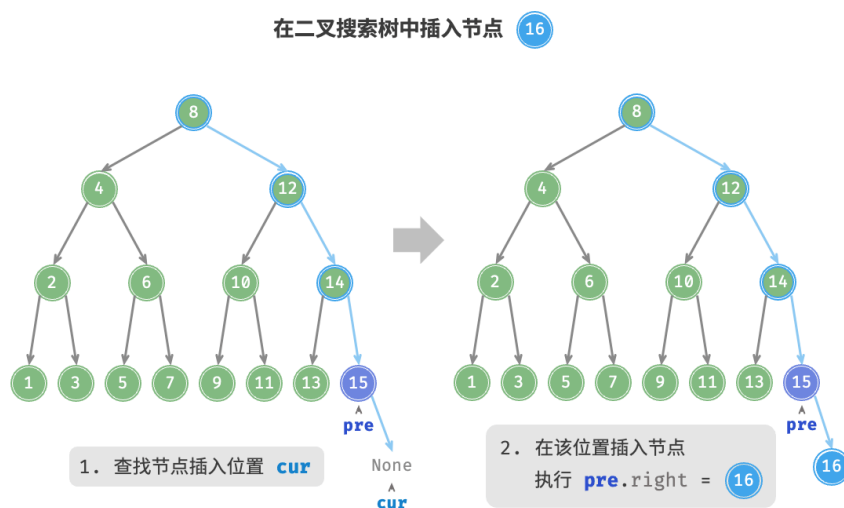 在二叉搜索树中插入节点 16
8 8
4 12 4 12
2 6 10 14 2 6 10 14
1 3 5 7 9 11 13 15 1 3 5 7 9 11 13 15
pre pre
1. 查找节点插入位置 cur
None
cur
2. 在该位置插入节点
执行 pre.right = 16
16